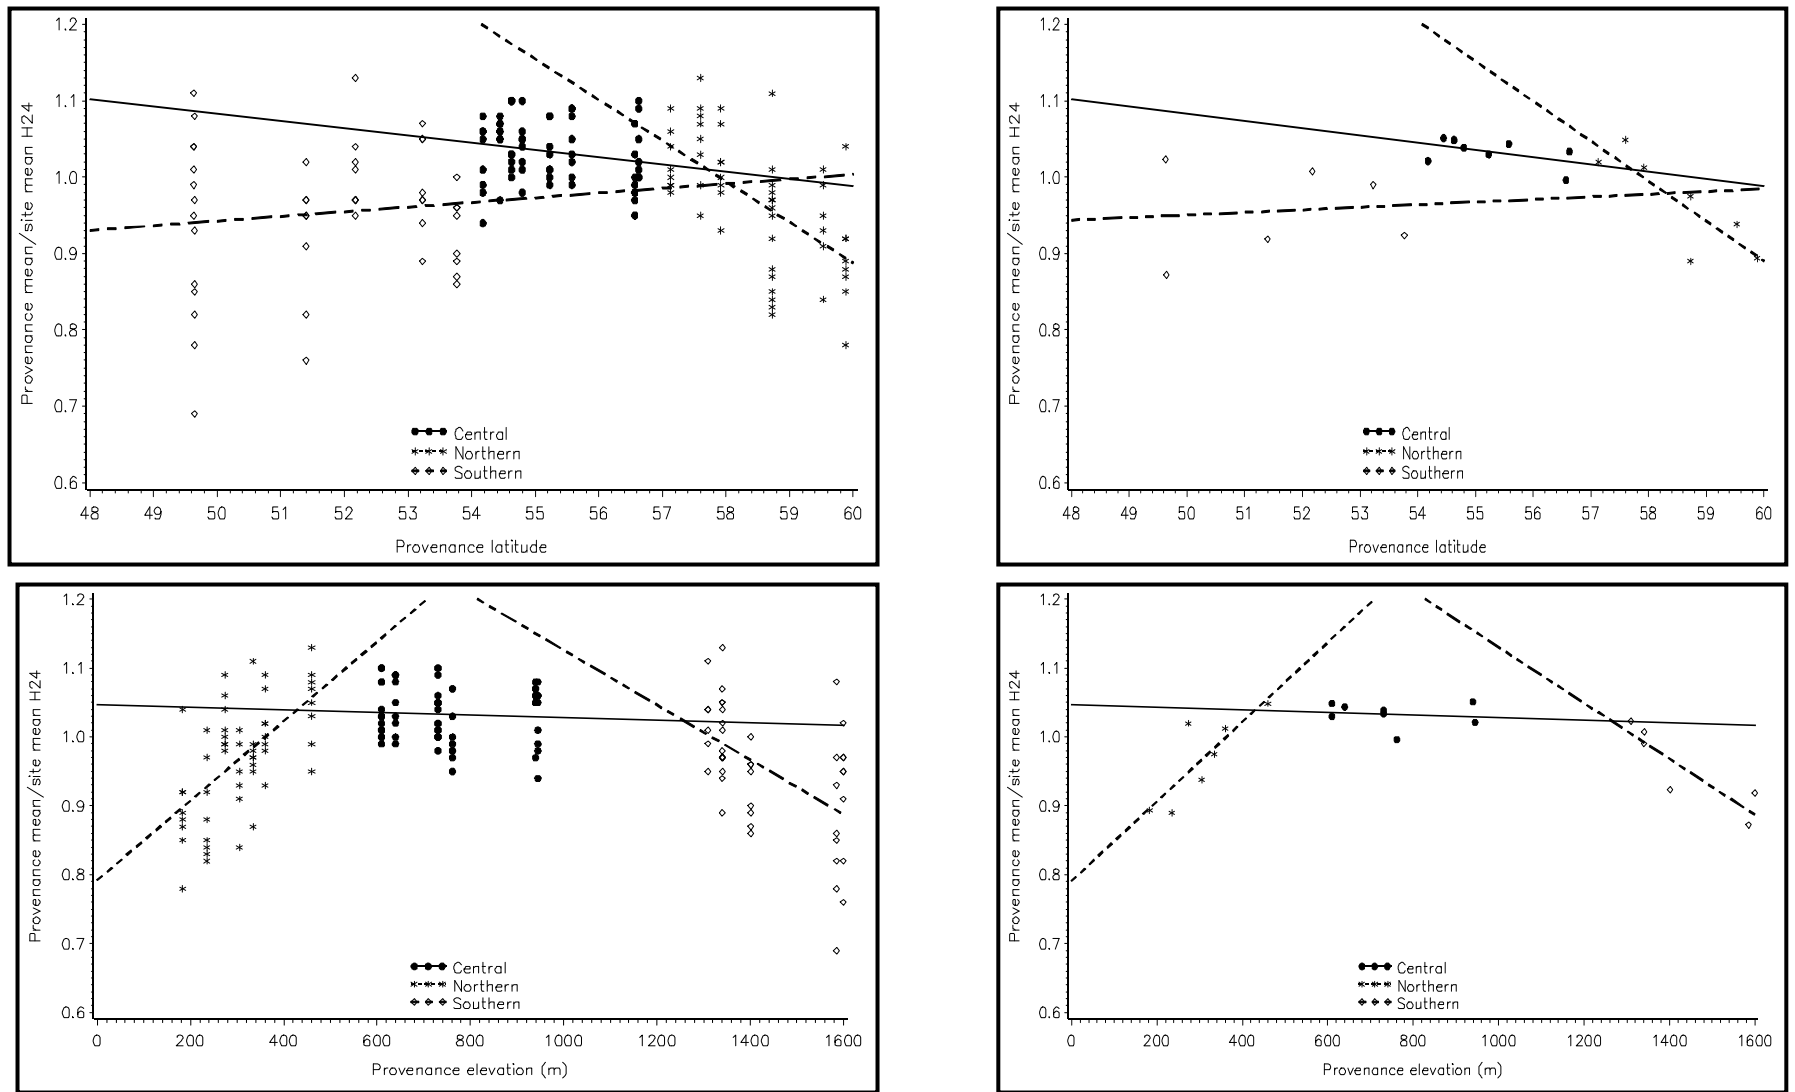 1.2
1.1
1.0
0.9
0.8
0.7
0.6
Provenance mean/site mean H24
Central
Northern
Southern
48 49 50 51 52 53 54 55 56 57 58 59 60
Provenance latitude
1.2
1.1
1.0
0.9
0.8
0.7
0.6
Provenance mean/site mean H24
Central
Northern
Southern
48 49 50 51 52 53 54 55 56 57 58 59 60
Provenance latitude
1.2
1.1
1.0
0.9
0.8
0.7
0.6
Provenance mean/site mean H24
Central
Northern
Southern
0 200 400 600 800 1000 1200 1400 1600
Provenance elevation (m)
1.2
1.1
1.0
0.9
0.8
0.7
0.6
Provenance mean/site mean H24
Central
Northern
Southern
0 200 400 600 800 1000 1200 1400 1600
Provenance elevation (m)